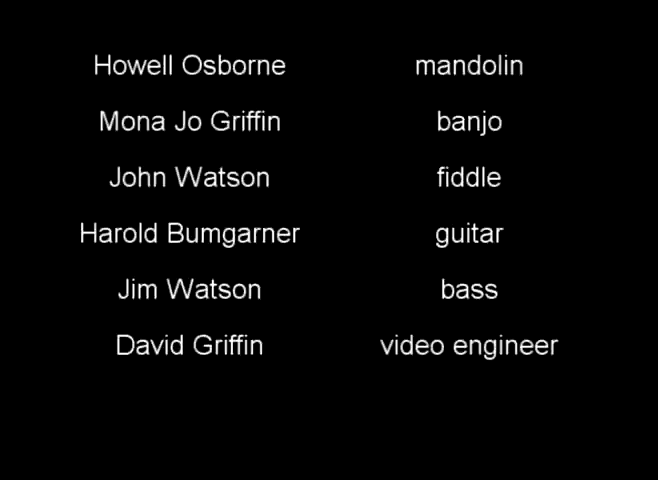 Howell Osborne mandolin
Mona Jo Griffin banjo
John Watson fiddle
Harold Bumgarner guitar
Jim Watson bass
David Griffin video engineer